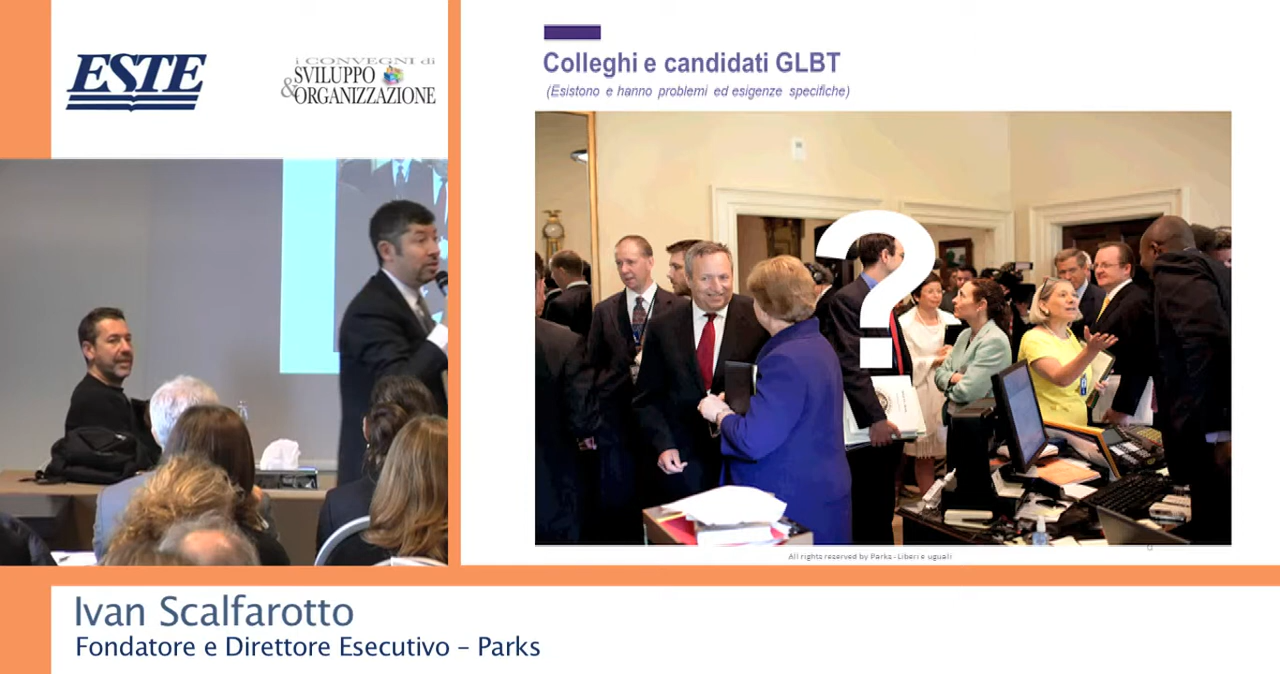 ESTE
i CONVEGNI di
SVILUPPO
&ORGANIZZAZIONE
Colleghi e candidati GLBT
(Esistono e hanno problemi ed esigenze specifiche)
?
All rights reserved by Parks - Liberi e uguali
6
Ivan Scalfarotto
Fondatore e Direttore Esecutivo – Parks